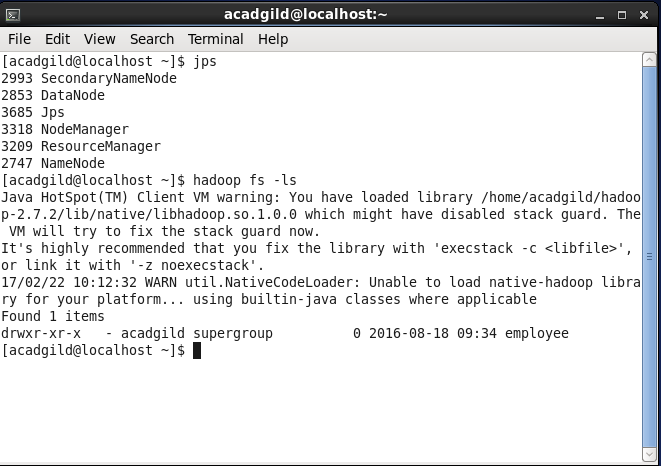 acadgild@localhost:~
File Edit View Search Terminal Help
[acadgild@localhost ~]$ jps
2993 SecondaryNameNode
2853 DataNode
3685 Jps
3318 NodeManager
3209 ResourceManager
2747 NameNode
[acadgild@localhost ~]$ hadoop fs -ls
Java HotSpot(TM) Client VM warning: You have loaded library /home/acadgild/hadoo
p-2.7.2/lib/native/libhadoop.so.1.0.0 which might have disabled stack guard. The
 VM will try to fix the stack guard now.
It's highly recommended that you fix the library with 'execstack -c <libfile>',
or link it with '-z noexecstack'.
17/02/22 10:12:32 WARN util.NativeCodeLoader: Unable to load native-hadoop libra
ry for your platform... using builtin-java classes where applicable
Found 1 items
drwxr-xr-x   - acadgild supergroup          0 2016-08-18 09:34 employee
[acadgild@localhost ~]$